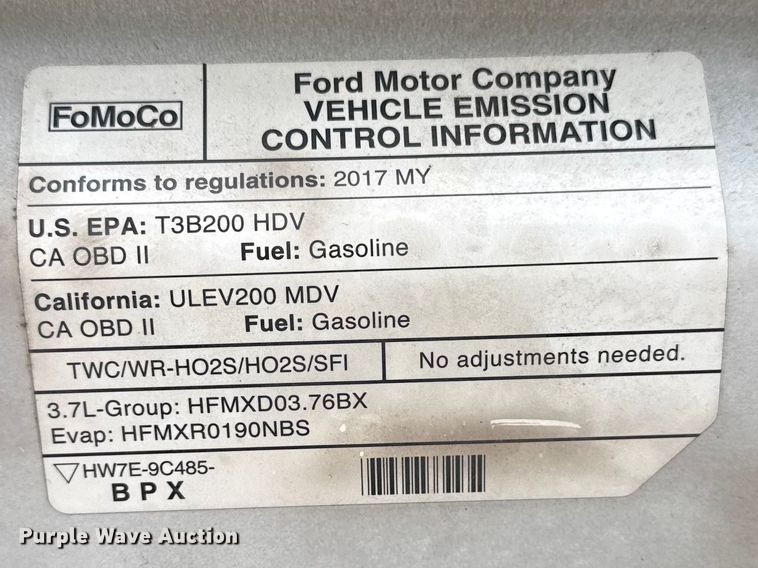 FoMoCo
Ford Motor Company
VEHICLE EMISSION
CONTROL INFORMATION
Conforms to regulations: 2017 MY
U.S. EPA: T3B200 HDV
CA OBD II Fuel: Gasoline
California: ULEV200 MDV
CA OBD II Fuel: Gasoline
TWC/WR-HO2S/HO2S/SFI No adjustments needed.
3.7L-Group: HFMXD03.76BX
Evap: HFMXR0190NBS
HW7E-9C485-
BPX
Purple Wave Auction